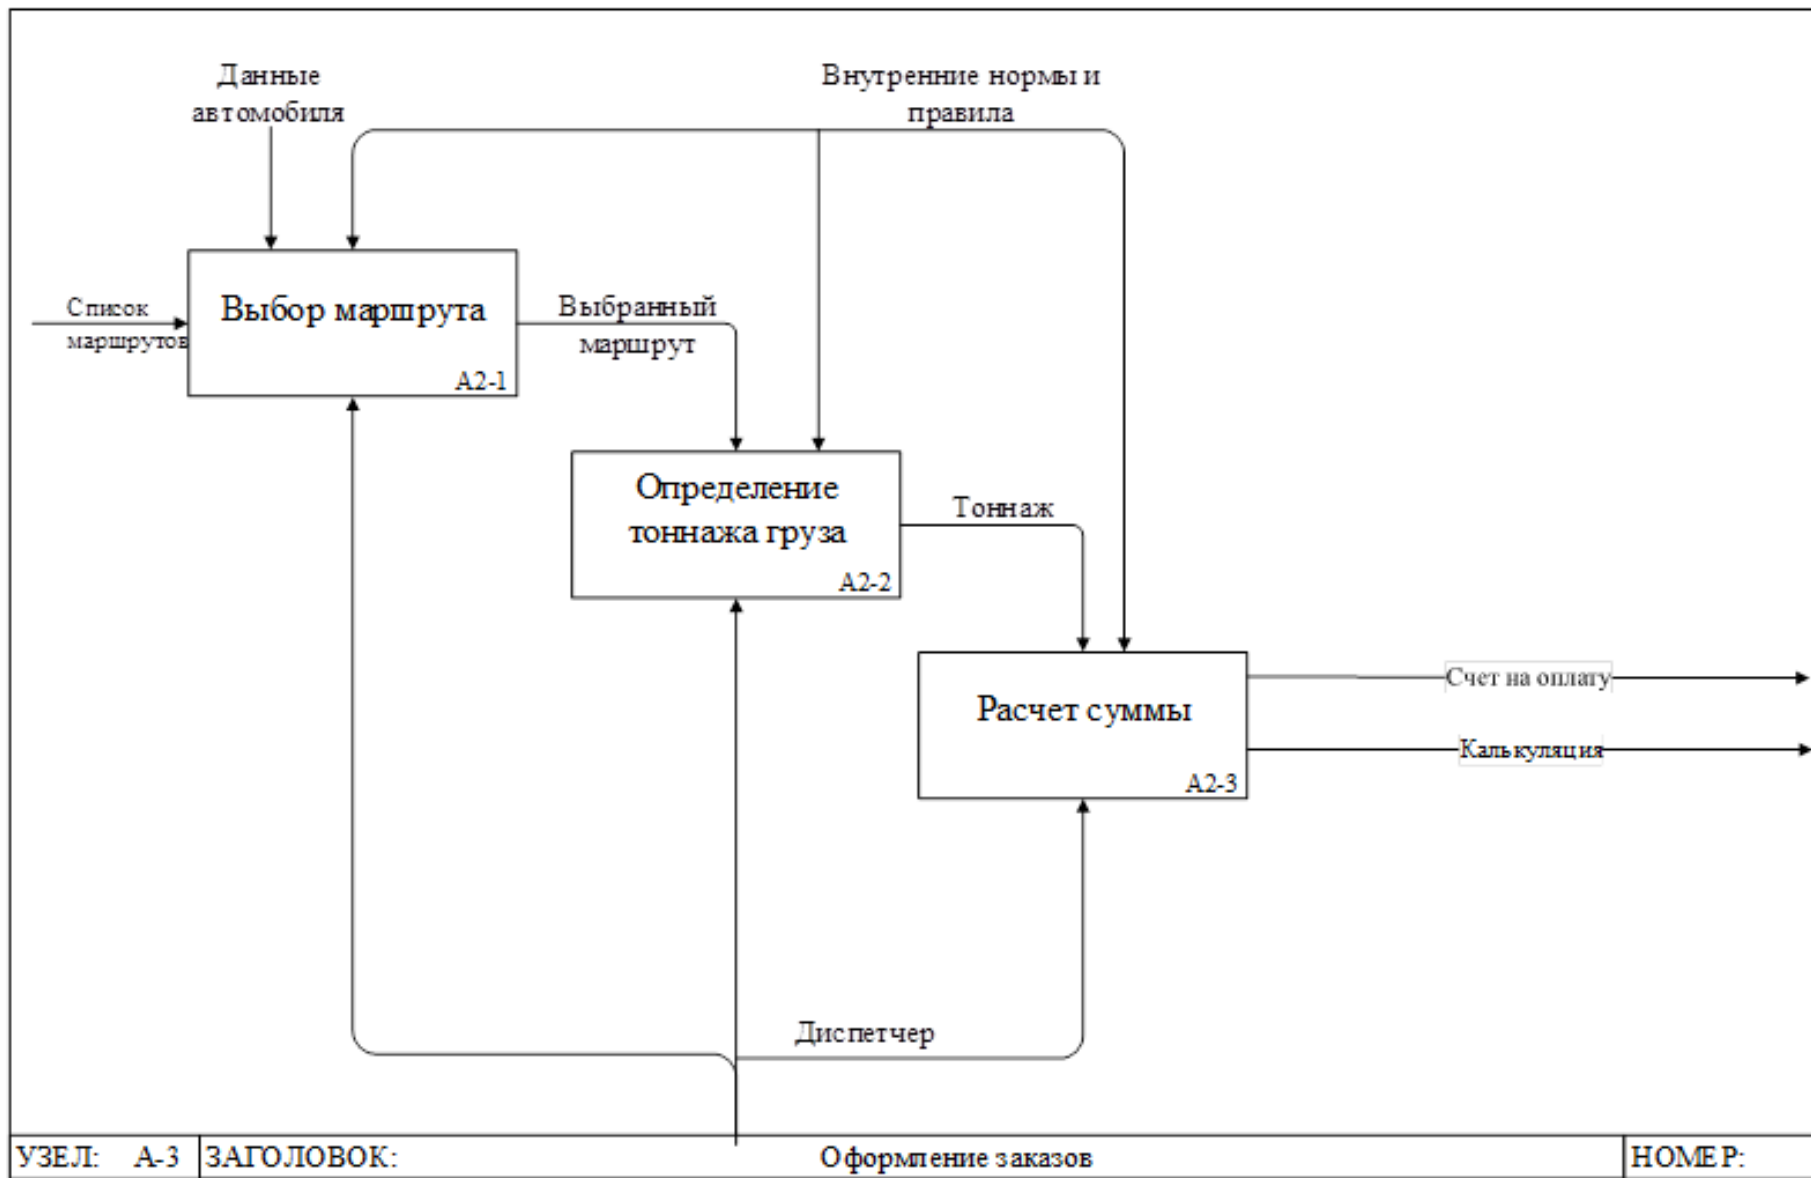 Данные
автомобиля
Внутренние нормы и
правила
Список
маршрутов
Выбор маршрута
А2-1
Выбранный
маршрут
Определение
тоннажа груза
А2-2
Тоннаж
Расчет суммы
А2-3
Счет на оплату
Калькуляция
Диспетчер
УЗЕЛ: А-3
ЗАГОЛОВОК:
Оформление заказов
НОМЕР: